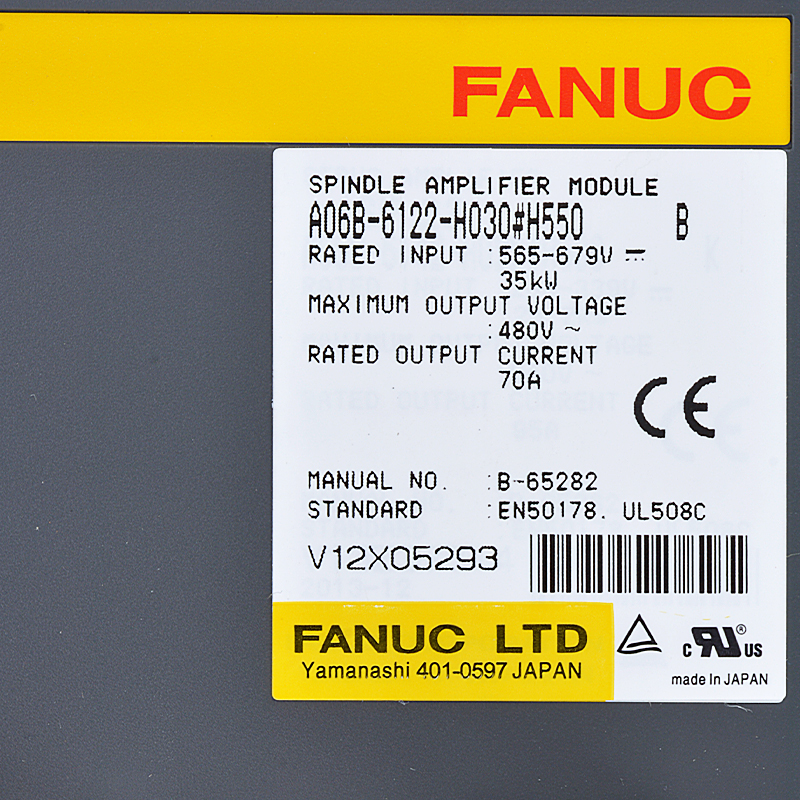 FANUC
SPINDLE AMPLIFIER MODULE
A06B-6122-H030#H550 B
RATED INPUT :565-679V ⎓
35kW
MAXIMUM OUTPUT VOLTAGE
:480V ~
RATED OUTPUT CURRENT
70A
CE
MANUAL NO. :B-65282
STANDARD :EN50178. UL508C
V12X05293
FANUC LTD
Yamanashi 401-0597 JAPAN
c RU ® US
made In JAPAN